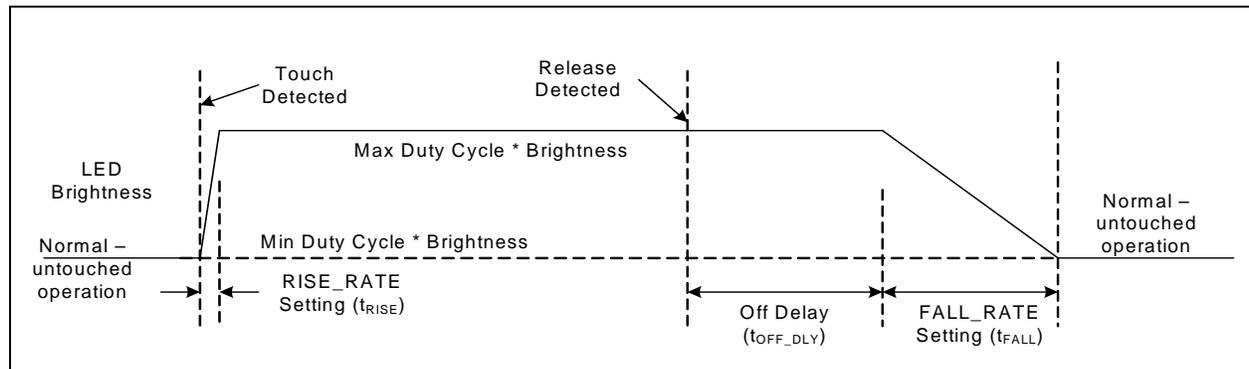 Touch
Detected
Release
Detected
Max Duty Cycle * Brightness
LED
Brightness
Normal –
untouched
operation
Min Duty Cycle * Brightness
Normal –
untouched
operation
RISE_RATE
Setting (tRISE)
Off Delay
(tOFF_DLY)
FALL_RATE
Setting (tFALL)